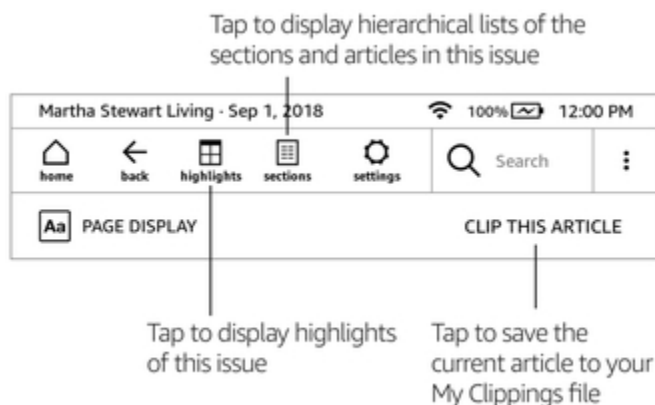 Tap to display hierarchical lists of the
sections and articles in this issue
Martha Stewart Living · Sep 1, 2018 100% 12:00 PM
home back highlights sections settings Search
Aa PAGE DISPLAY CLIP THIS ARTICLE
Tap to display highlights
of this issue
Tap to save the
current article to your
My Clippings file